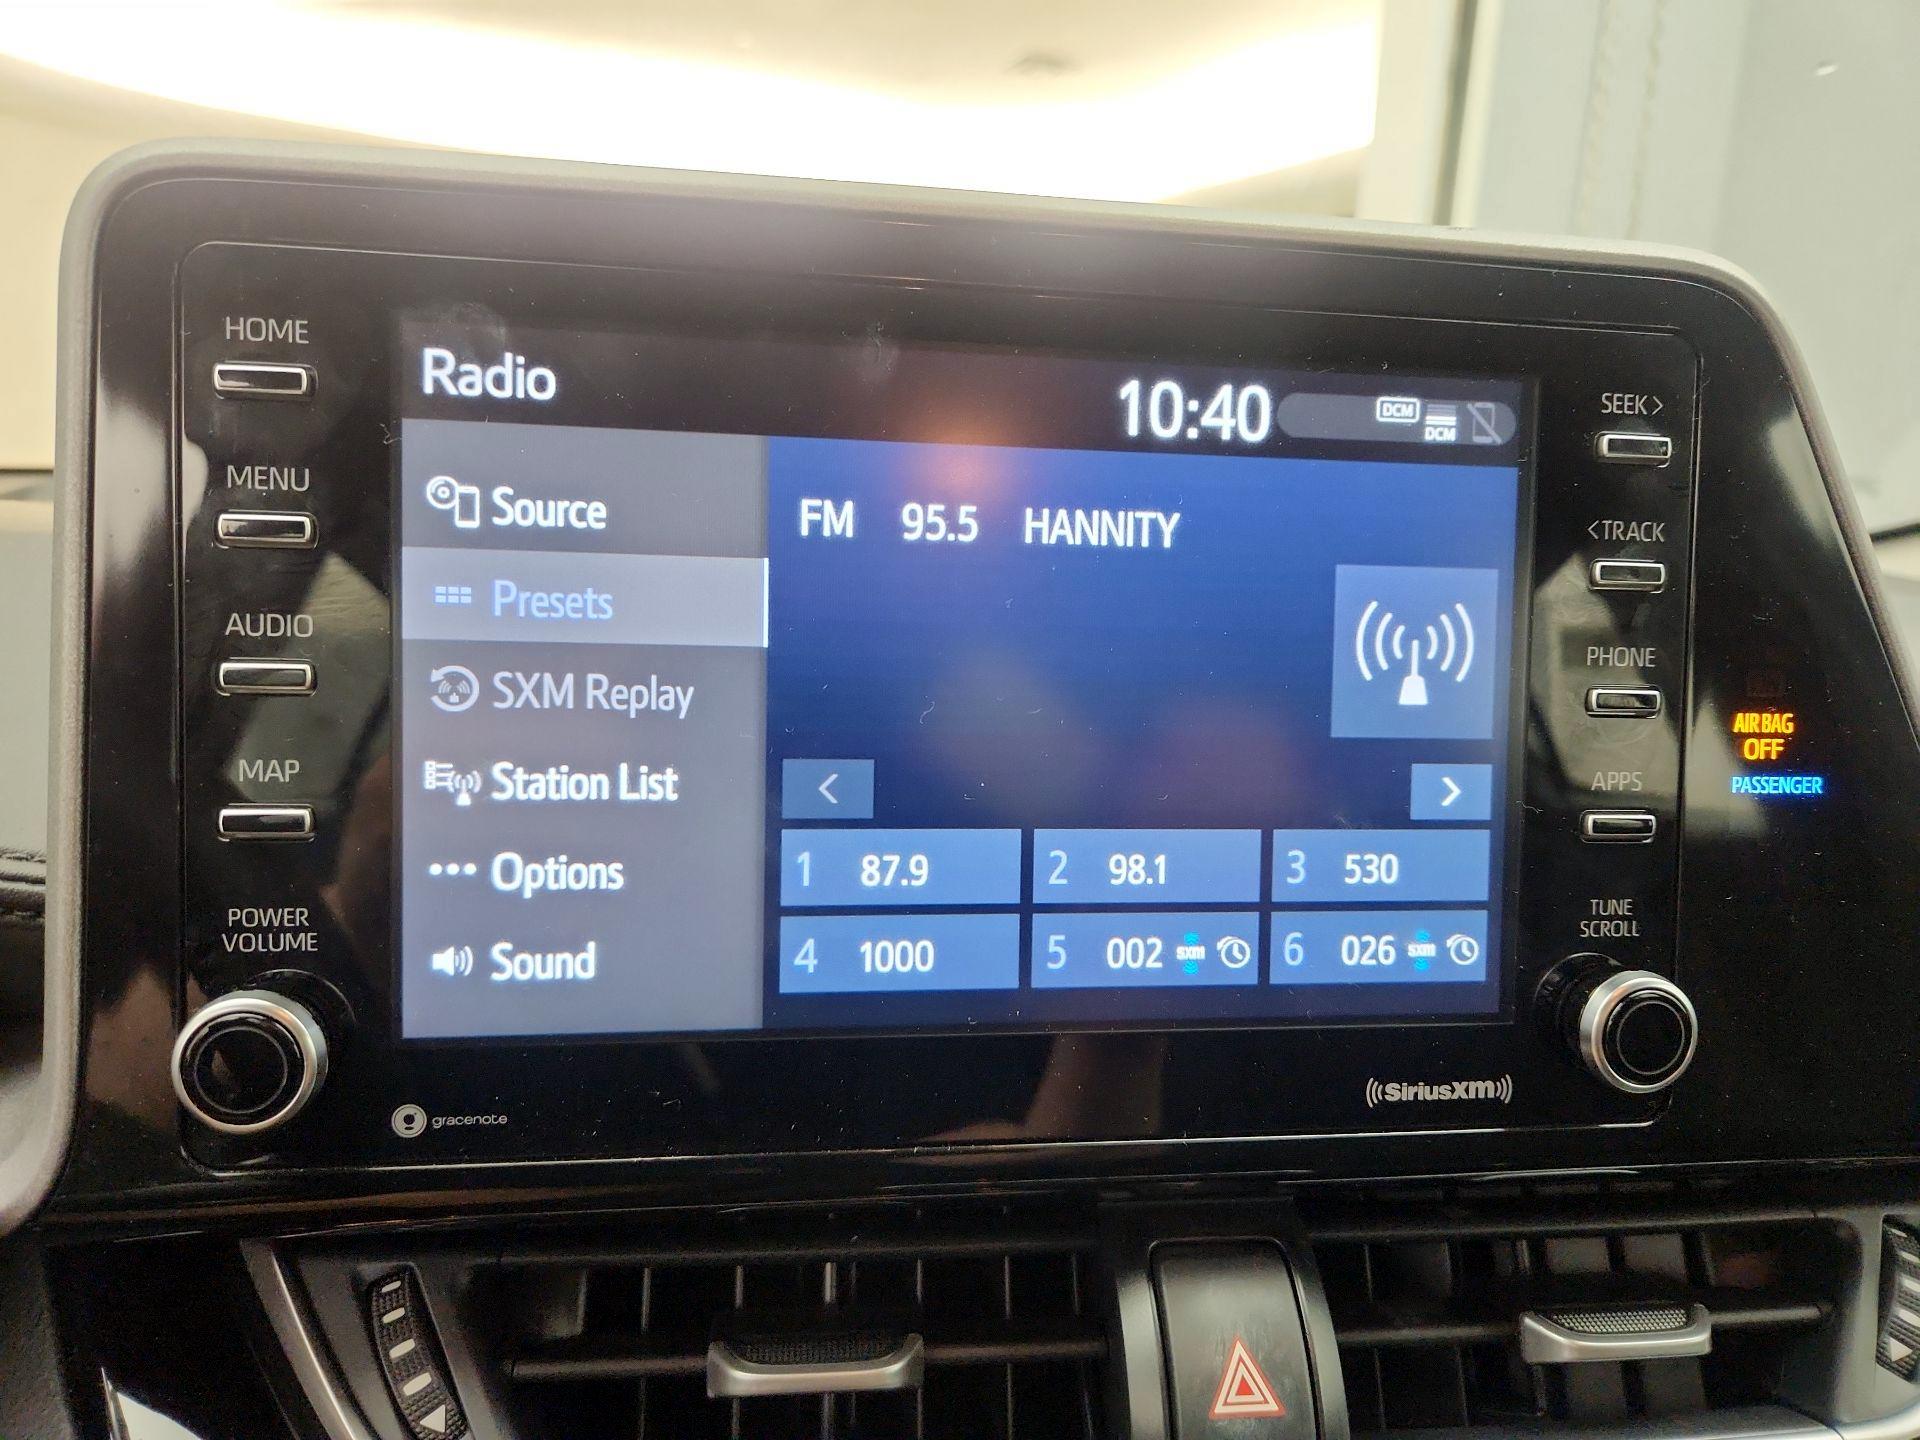 HOME
MENU
AUDIO
MAP
POWER
VOLUME
Radio
10:40
DCM
DCM
Source
Presets
SXM Replay
Station List
Options
Sound
FM 95.5 HANNITY
<
>
1 87.9
2 98.1
3 530
4 1000
5 002 sxm
6 026 sxm
SEEK>
<TRACK
PHONE
APPS
TUNE
SCROLL
AIR BAG
OFF
PASSENGER
g gracenote
((SiriusXM))